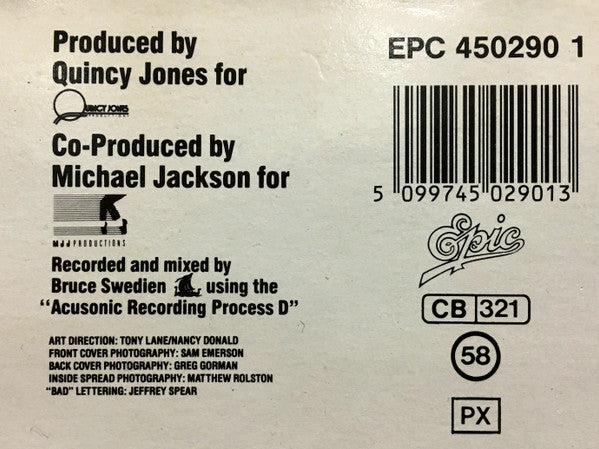 Produced by
Quincy Jones for
QUINCY JONES
PRODUCTIONS
Co-Produced by
Michael Jackson for
MJJ PRODUCTIONS
Recorded and mixed by
Bruce Swedien using the
“Acusonic Recording Process D”
ART DIRECTION: TONY LANE/NANCY DONALD
FRONT COVER PHOTOGRAPHY: SAM EMERSON
BACK COVER PHOTOGRAPHY: GREG GORMAN
INSIDE SPREAD PHOTOGRAPHY: MATTHEW ROLSTON
"BAD" LETTERING: JEFFREY SPEAR
EPC 450290 1
5 099745 029013
Epic
CB 321
58
PX